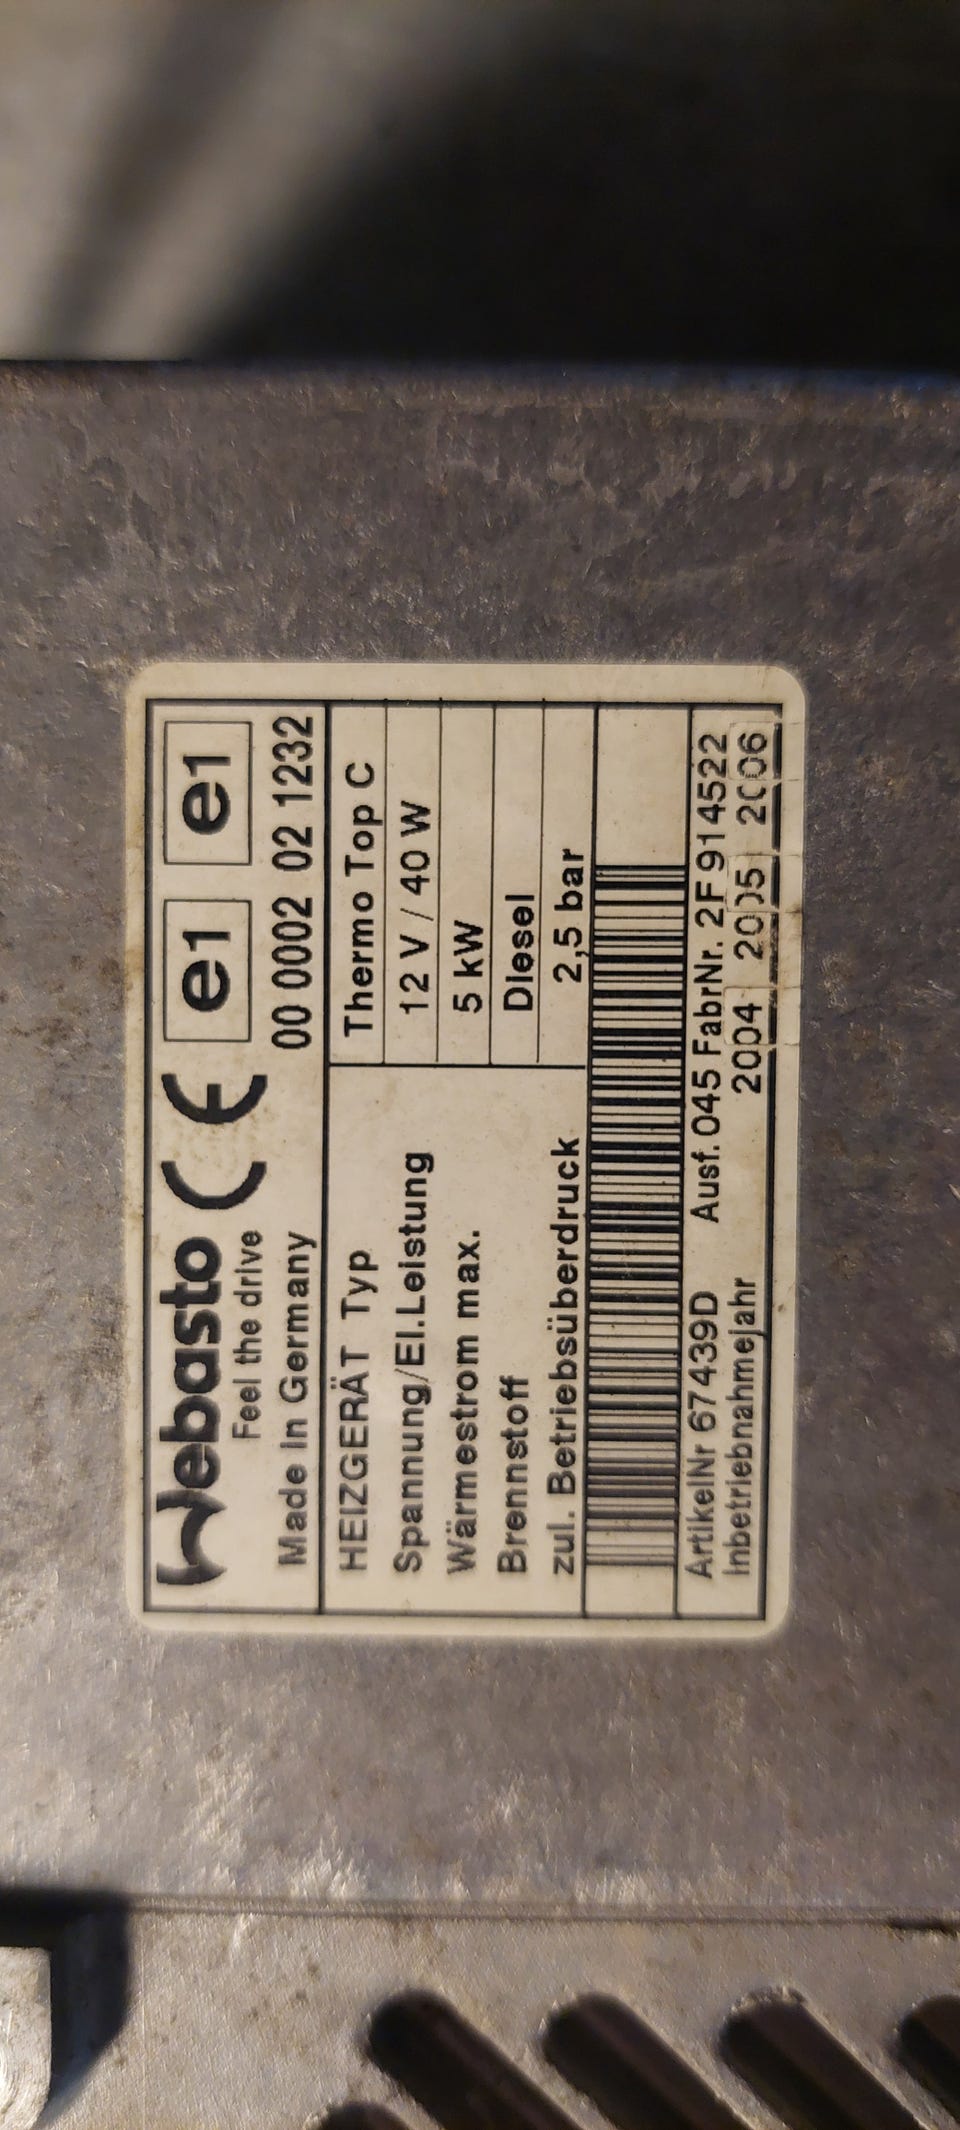 Webasto CE e1 e1
Feel the drive
Made in Germany 00 0002 02 1232
HEIZGERÄT Typ Thermo Top C
Spannung/El.Leistung 12 V / 40 W
Wärmestrom max. 5 kW
Brennstoff Diesel
zul. Betriebsüberdruck 2,5 bar
ArtikelNr 67439D Ausf. 045 FabrNr. 2F914522
Inbetriebnahmejahr 2004 2005 2006